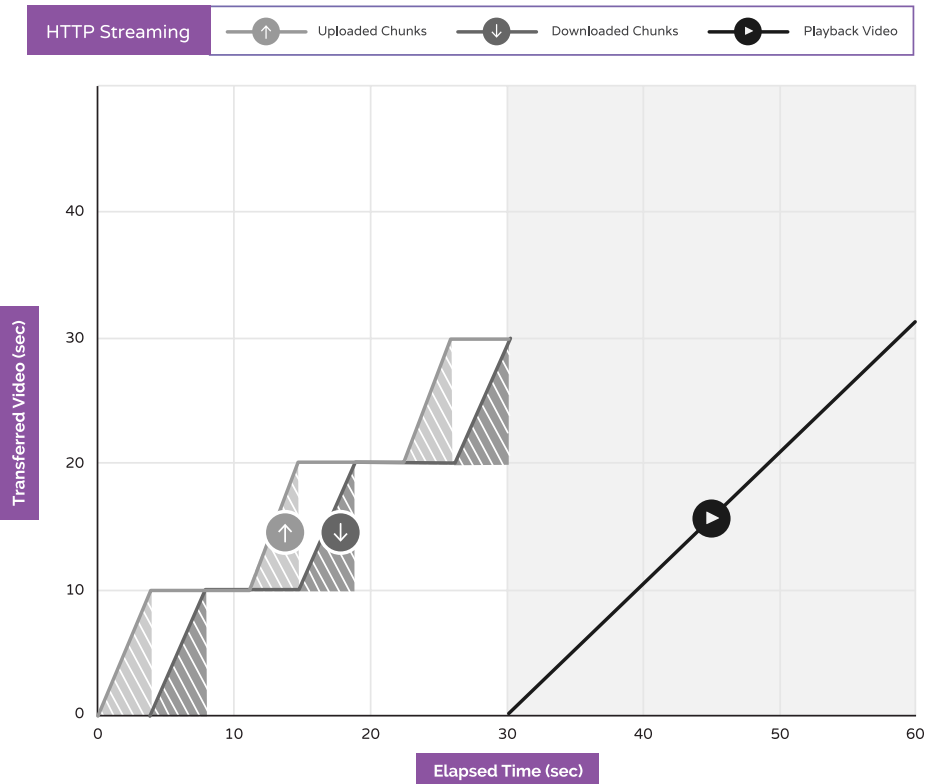 HTTP Streaming
Uploaded Chunks
Downloaded Chunks
Playback Video
Transferred Video (sec)
40
30
20
10
0
0 10 20 30 40 50 60
Elapsed Time (sec)